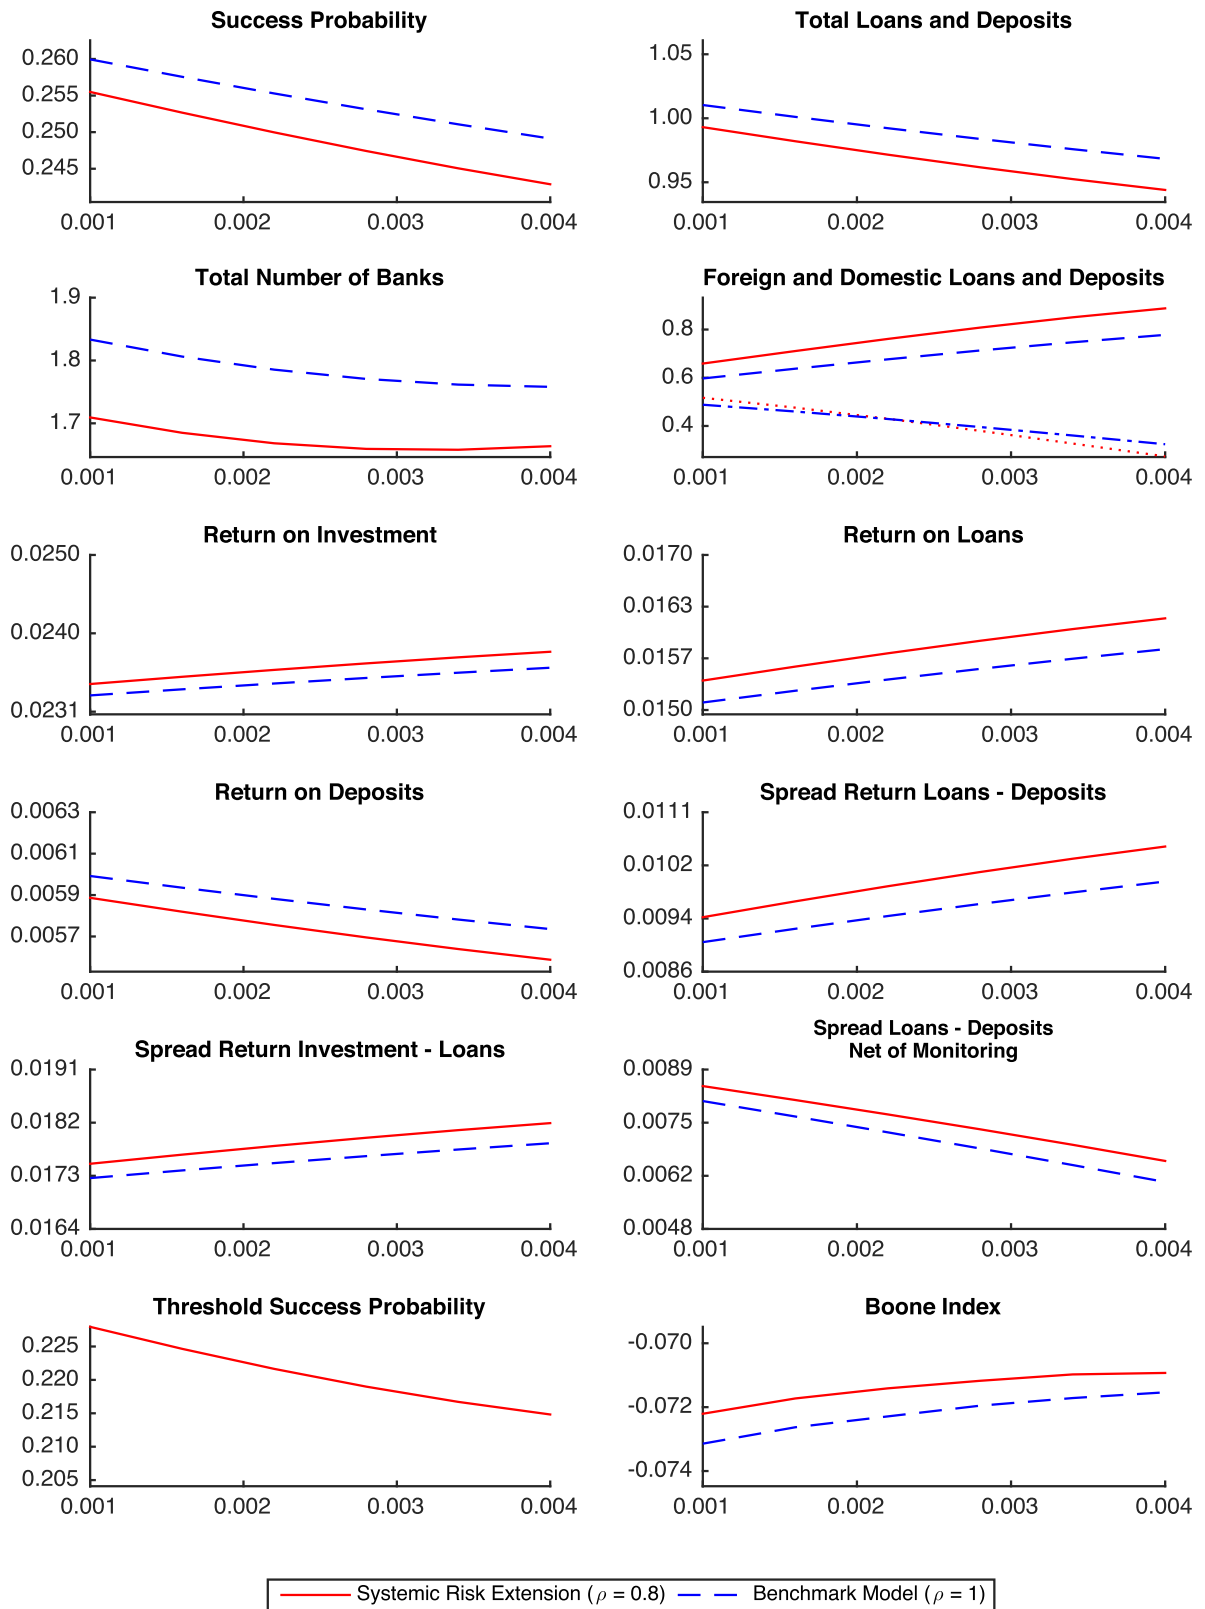 Success Probability
0.260
0.255
0.250
0.245
0.001 0.002 0.003 0.004
Total Loans and Deposits
1.05
1.00
0.95
0.001 0.002 0.003 0.004
Total Number of Banks
1.9
1.8
1.7
0.001 0.002 0.003 0.004
Foreign and Domestic Loans and Deposits
0.8
0.6
0.4
0.001 0.002 0.003 0.004
Return on Investment
0.0250
0.0240
0.0231
0.001 0.002 0.003 0.004
Return on Loans
0.0170
0.0163
0.0157
0.0150
0.001 0.002 0.003 0.004
Return on Deposits
0.0063
0.0061
0.0059
0.0057
0.001 0.002 0.003 0.004
Spread Return Loans - Deposits
0.0111
0.0102
0.0094
0.0086
0.001 0.002 0.003 0.004
Spread Return Investment - Loans
0.0191
0.0182
0.0173
0.0164
0.001 0.002 0.003 0.004
Spread Loans - Deposits
Net of Monitoring
0.0089
0.0075
0.0062
0.0048
0.001 0.002 0.003 0.004
Threshold Success Probability
0.225
0.220
0.215
0.210
0.205
0.001 0.002 0.003 0.004
Boone Index
-0.070
-0.072
-0.074
0.001 0.002 0.003 0.004
Systemic Risk Extension (ρ = 0.8) Benchmark Model (ρ = 1)